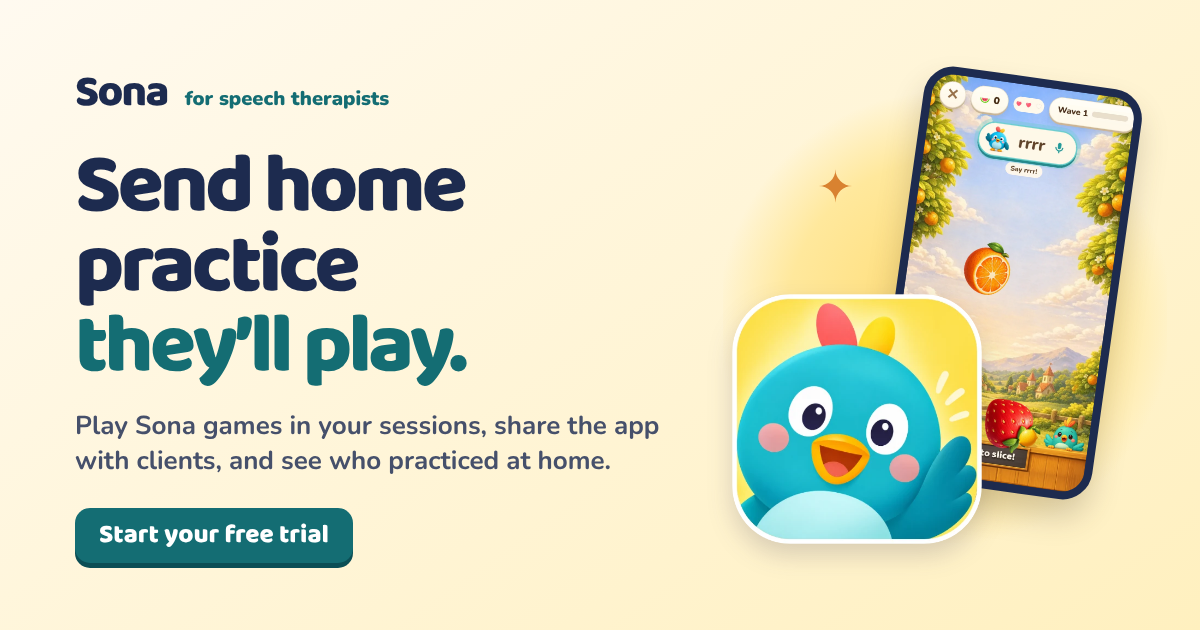 Sona for speech therapists
Send home
practice
they'll play.
Play Sona games in your sessions, share the app
with clients, and see who practiced at home.
Start your free trial
0
Wave 1
rrrr
Say rrrr!
to slice!